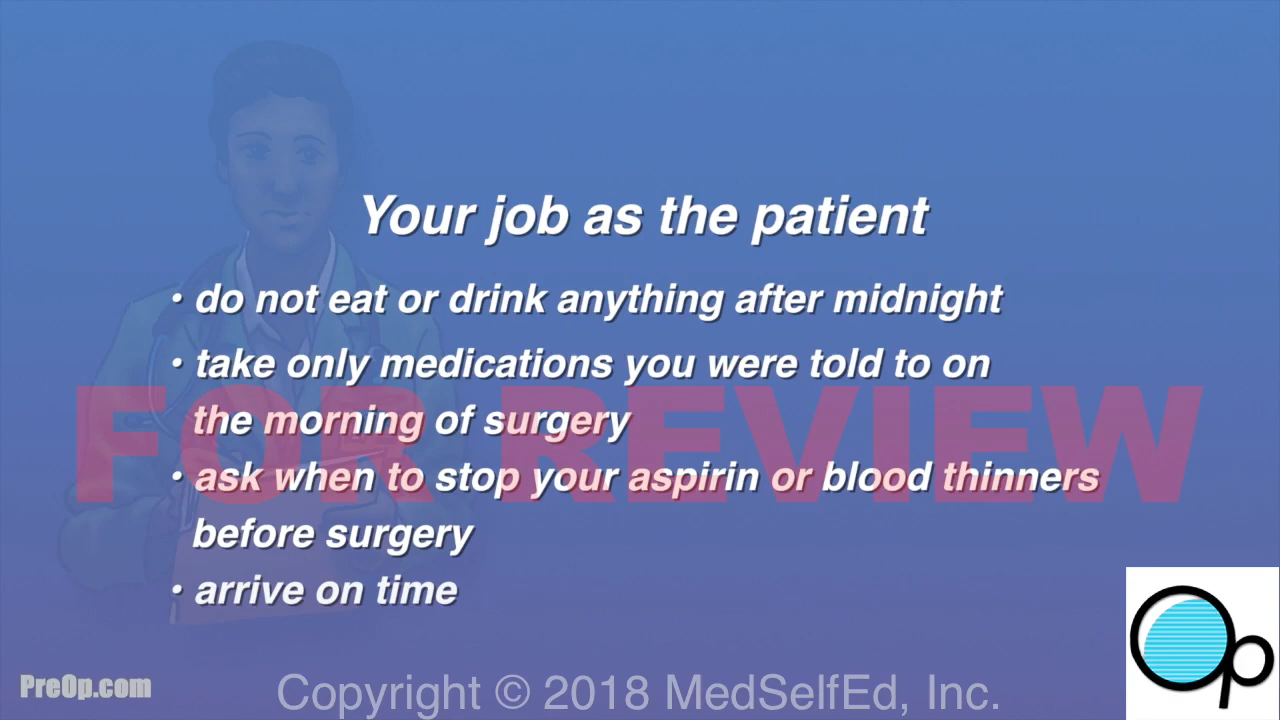 Your job as the patient
• do not eat or drink anything after midnight
• take only medications you were told to on
the morning of surgery
FOR REVIEW
• ask when to stop your aspirin or blood thinners
before surgery
• arrive on time
PreOp.com
Copyright © 2018 MedSelfEd, Inc.
Op